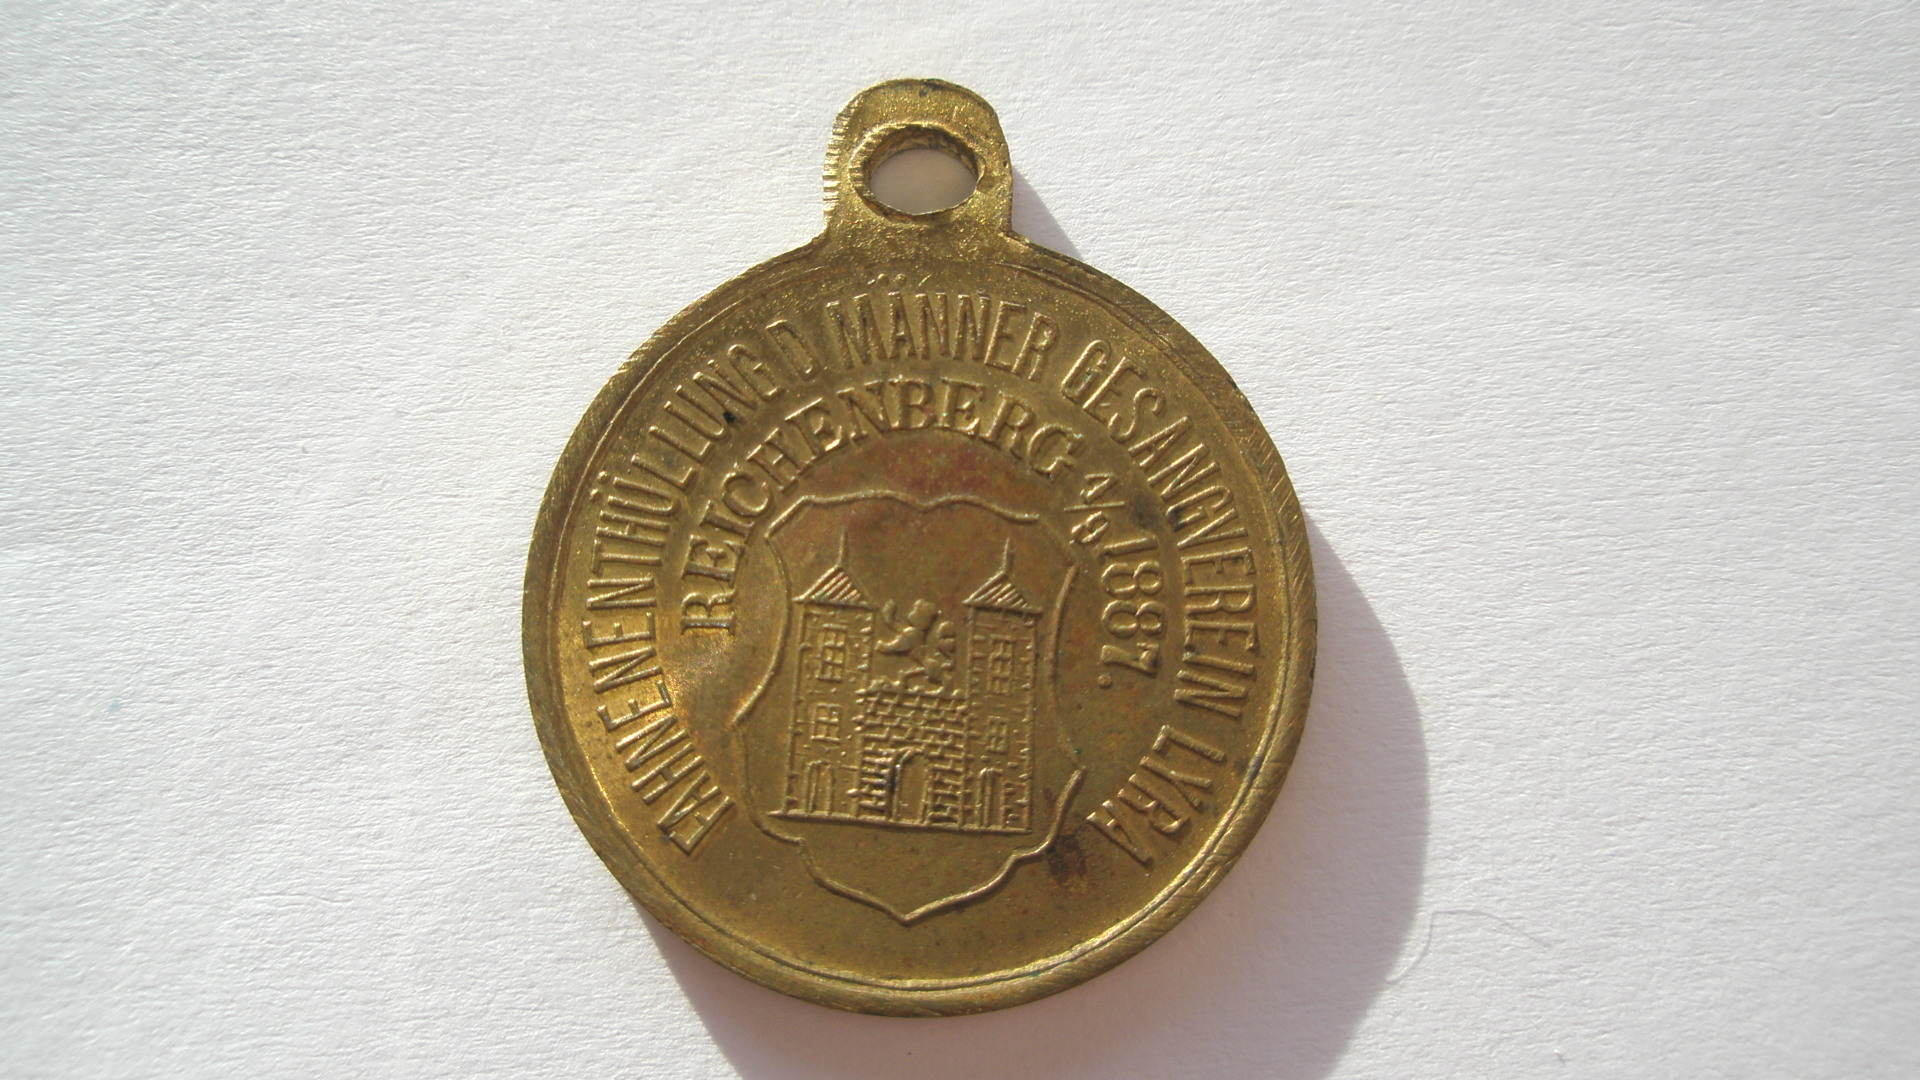 FAHNENENTHÜLLUNG D MÄNNER GESANGVEREIN LYRA
REICHENBERG 4/9 1887.